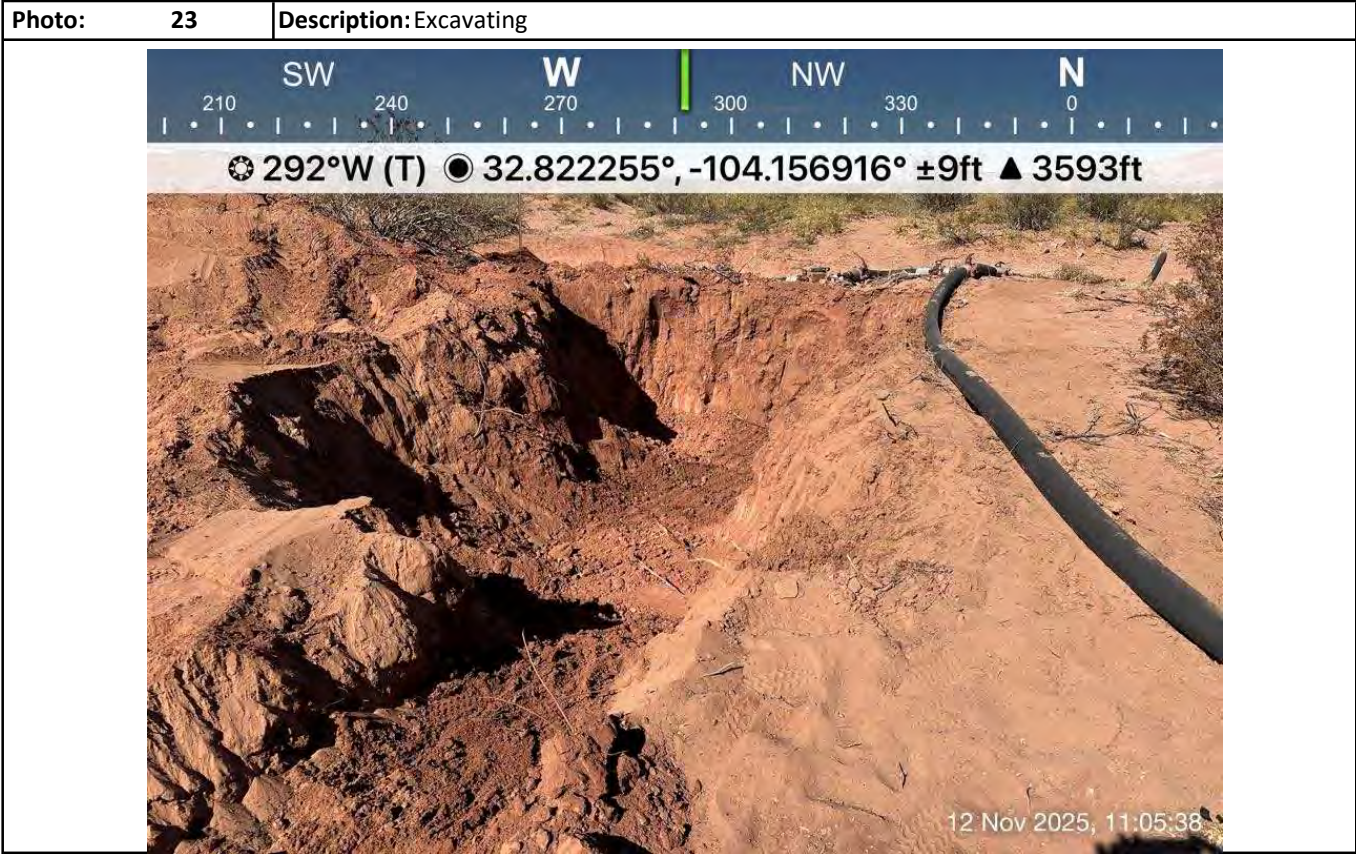 Photo: 23 Description: Excavating
SW W NW N
210 240 270 300 330 0
292°W (T) 32.822255°, -104.156916° ±9ft ▲ 3593ft
12 Nov 2025, 11:05:38